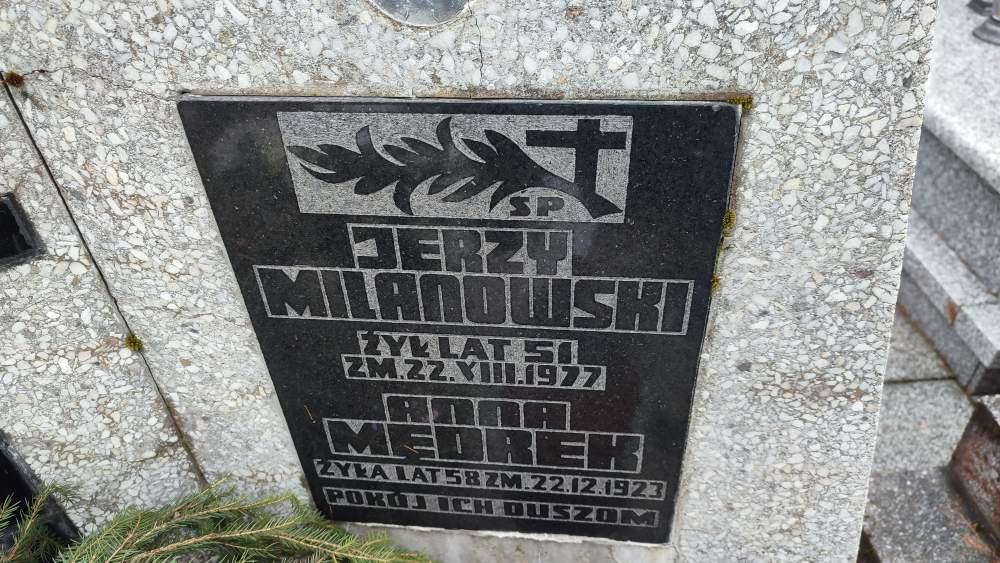 SP
JERZY
MILANOWSKI
ŻYŁ LAT 51
ZM. 22. VIII. 1977
ANNA
MĘDREK
ŻYŁA LAT 58 ZM. 22.12.1923
POKÓJ ICH DUSZOM